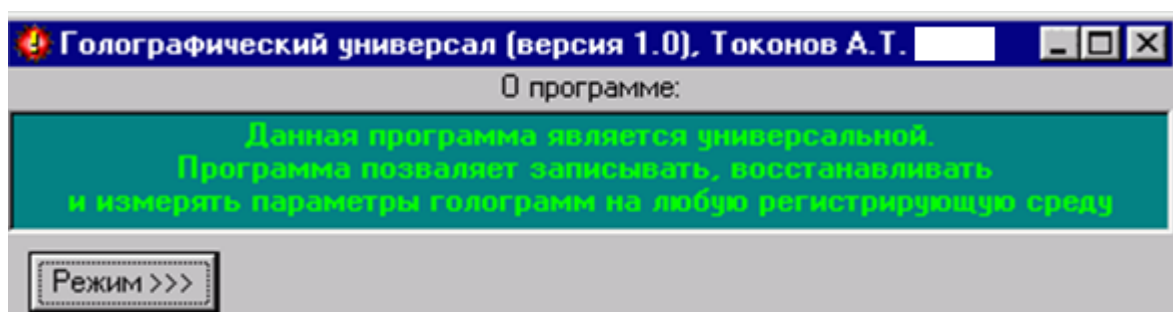 Голографический универсал (версия 1.0), Токонов А.Т.
О программе:
Данная программа является универсальной.
Программа позваляет записывать, восстанавливать
и измерять параметры голограмм на любую регистрирующую среду
Режим >>>